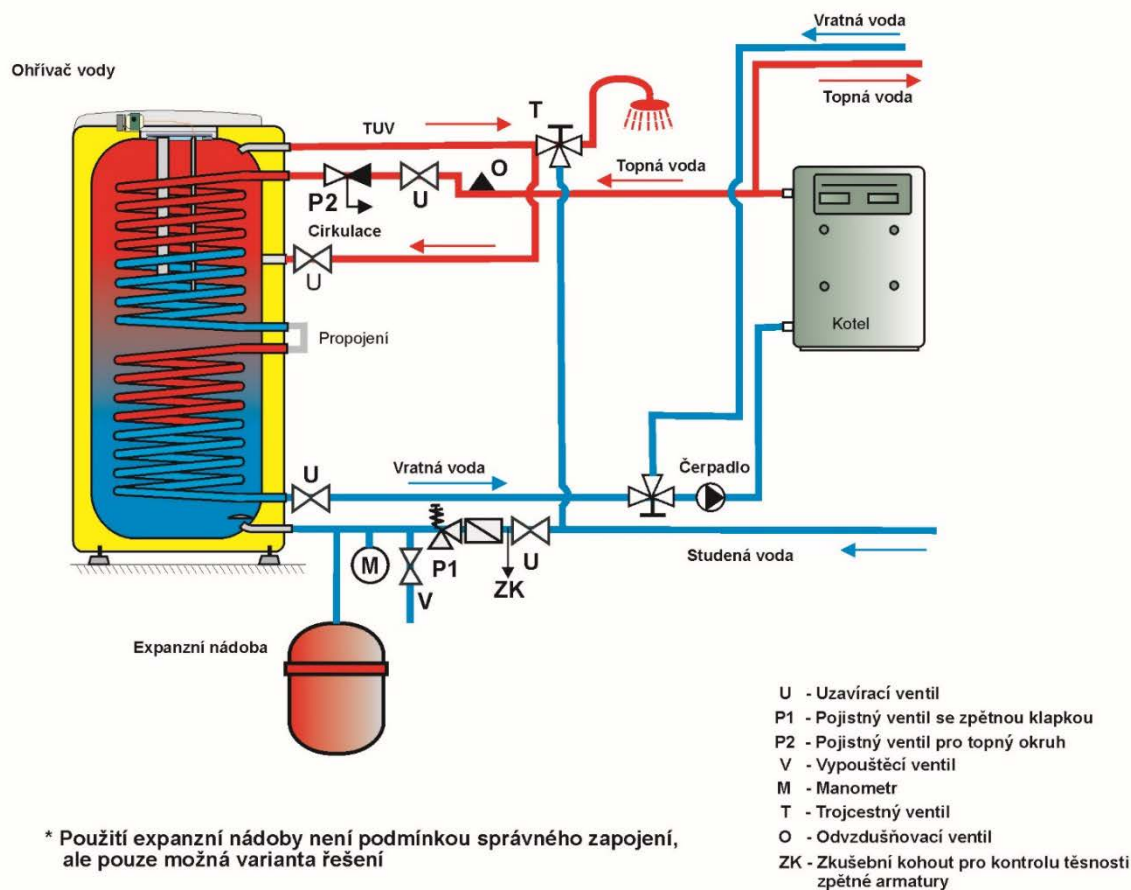 Vratná voda
Ohřívač vody
Topná voda
T
TUV
O
Topná voda
P2
U
Cirkulace
U
Propojení
Kotel
U
Vratná voda
Čerpadlo
M
P1
U
Studená voda
V
ZK
Expanzní nádoba
U - Uzavírací ventil
P1 - Pojistný ventil se zpětnou klapkou
P2 - Pojistný ventil pro topný okruh
V - Vypouštěcí ventil
M - Manometr
T - Trojcestný ventil
O - Odvzdušňovací ventil
ZK - Zkušební kohout pro kontrolu těsnosti
zpětné armatury
* Použití expanzní nádoby není podmínkou správného zapojení,
ale pouze možná varianta řešení